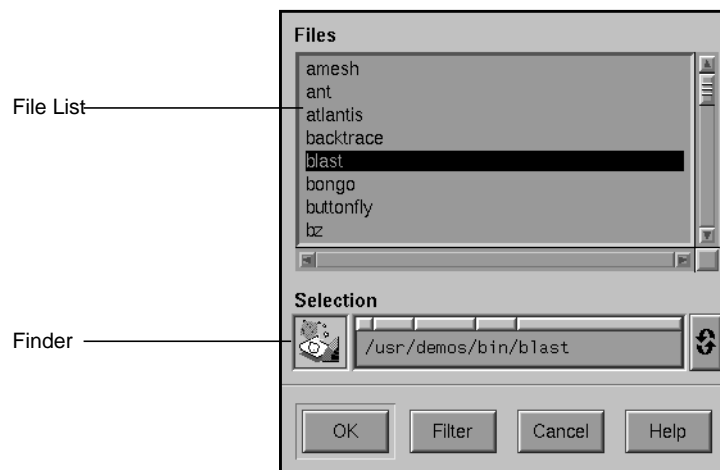 Files
amesh
ant
File List
atlantis
backtrace
blast
bongo
buttonfly
bz
Selection
Finder
/usr/demos/bin/blast
OK Filter Cancel Help